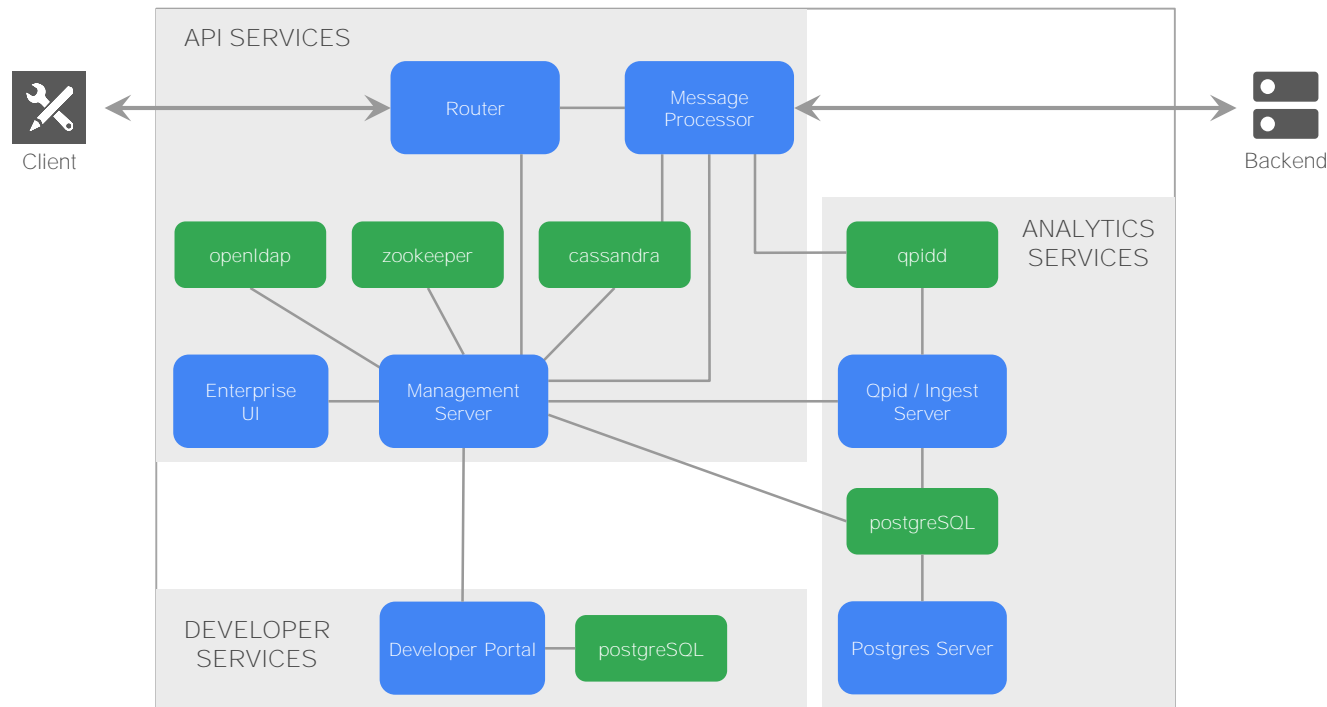 API SERVICES
Router
Message
Processor
Client
Backend
openldap
zookeeper
cassandra
qpidd
ANALYTICS
SERVICES
Enterprise
UI
Management
Server
Qpid / Ingest
Server
postgreSQL
DEVELOPER
SERVICES
Developer Portal
postgreSQL
Postgres Server